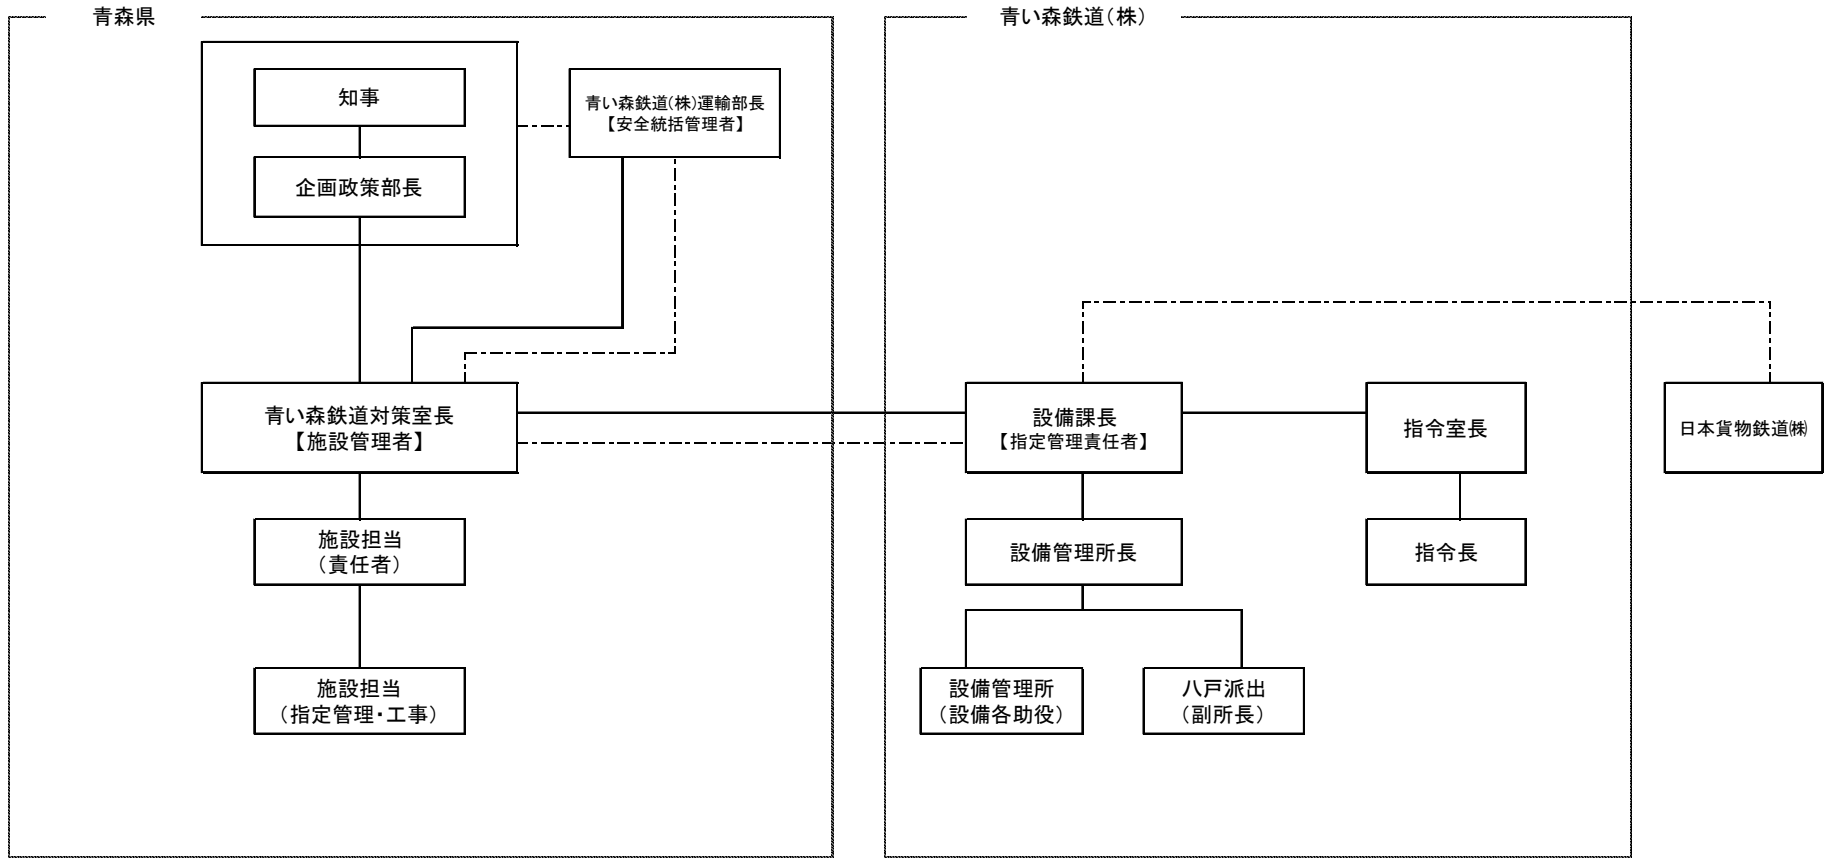 青森県
知事
企画政策部長
青い森鉄道(株)運輸部長
【安全統括管理者】
青い森鉄道対策室長
【施設管理者】
施設担当
（責任者）
施設担当
（指定管理・工事）
青い森鉄道（株）
設備課長
【指定管理責任者】
指令室長
設備管理所長
指令長
設備管理所
（設備各助役）
八戸派出
（副所長）
日本貨物鉄道㈱